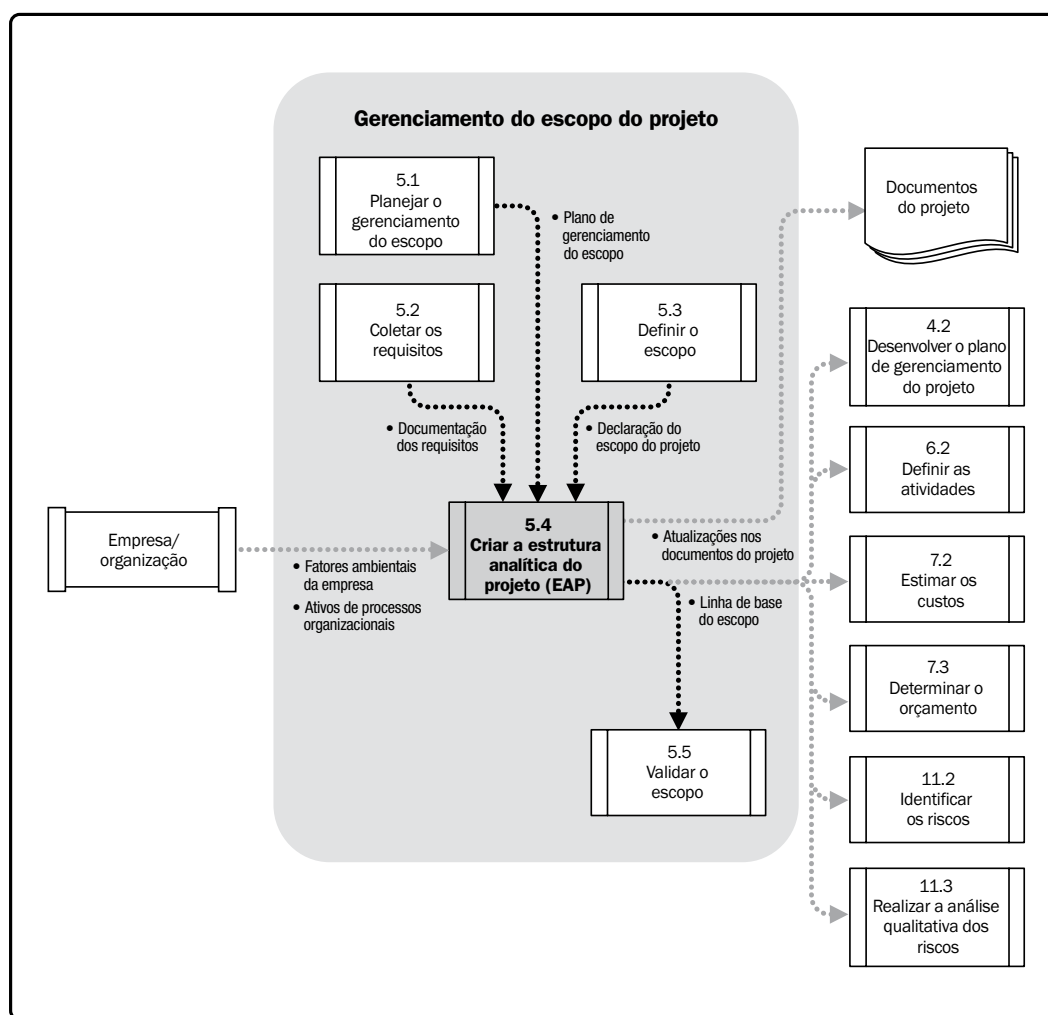 Gerenciamento do escopo do projeto
5.1
Planejar o
gerenciamento
do escopo
• Plano de
gerenciamento
do escopo
Documentos
do projeto
5.2
Coletar os
requisitos
5.3
Definir o
escopo
4.2
Desenvolver o plano
de gerenciamento
do projeto
• Documentação
dos requisitos
• Declaração do
escopo do projeto
6.2
Definir as
atividades
Empresa/
organização
• Fatores ambientais
da empresa
• Ativos de processos
organizacionais
5.4
Criar a estrutura
analítica do
projeto (EAP)
• Atualizações nos
documentos do projeto
• Linha de base
do escopo
7.2
Estimar os
custos
7.3
Determinar o
orçamento
5.5
Validar o
escopo
11.2
Identificar
os riscos
11.3
Realizar a análise
qualitativa dos
riscos